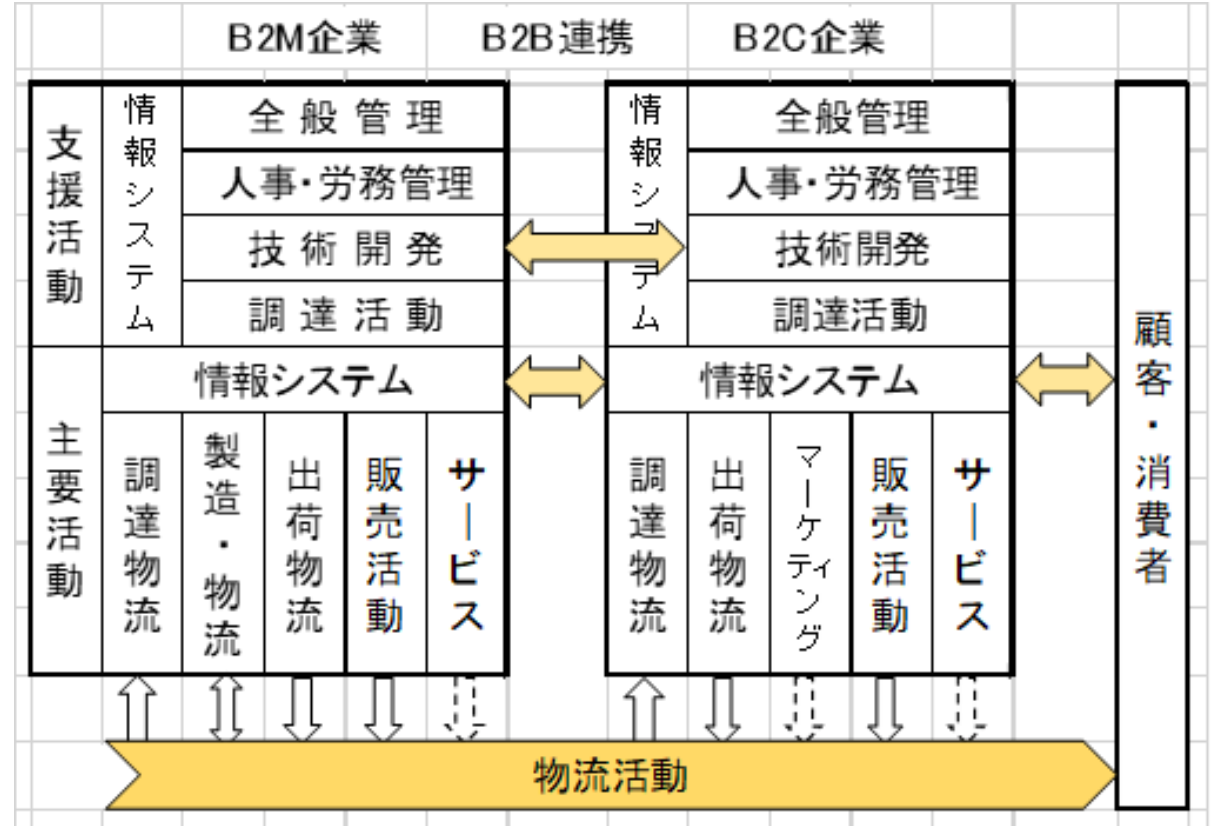 B2M企業
B2B連携
B2C企業
支援活動
情報システム
全般管理
人事・労務管理
技術開発
調達活動
主要活動
情報システム
調達物流
製造・物流
出荷物流
販売活動
サービス
情報システム
全般管理
人事・労務管理
技術開発
調達活動
情報システム
調達物流
出荷物流
マーケティング
販売活動
サービス
顧客・消費者
物流活動